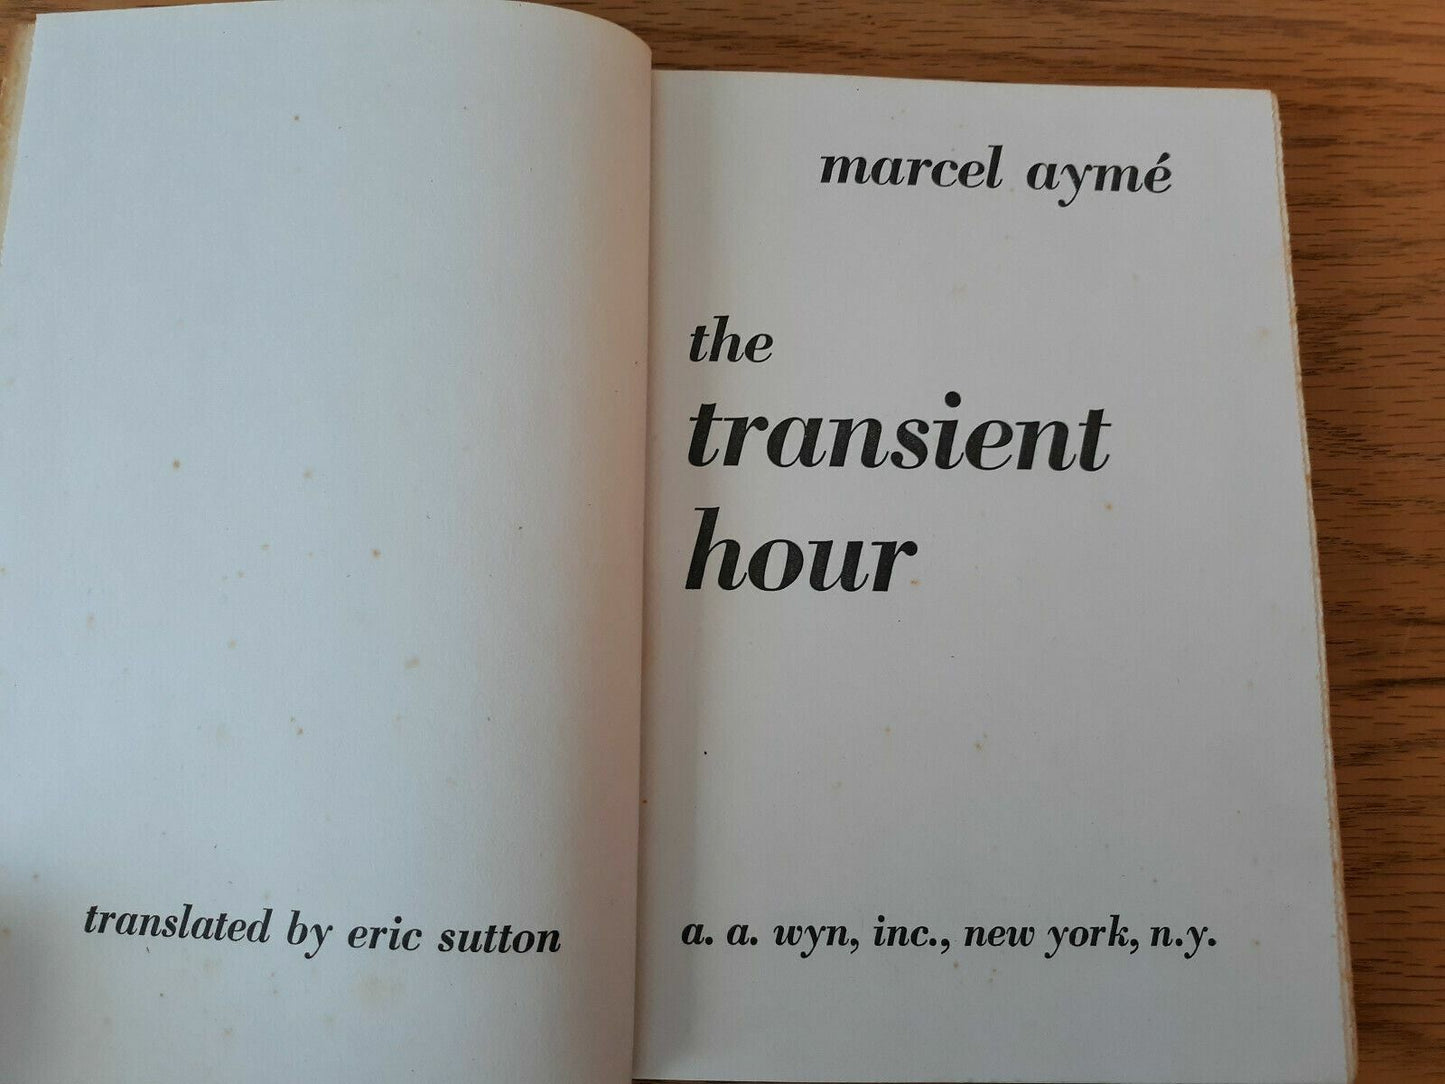 translated by eric sutton
marcel aymé
the
transient
hour
a. a. wyn, inc., new york, n.y.